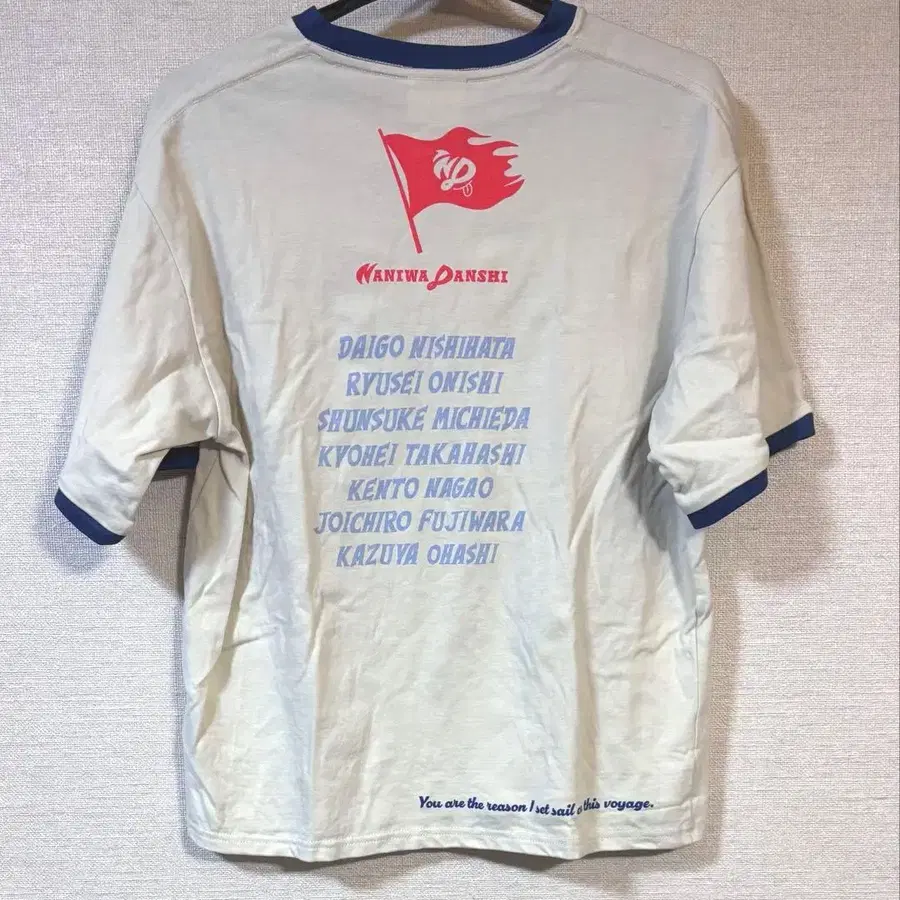 ND
NANIWA DANSHI
DAIGO NISHIHATA
RYUSEI ONISHI
SHUNSUKE MICHIEDA
KYOHEI TAKAHASHI
KENTO NAGAO
JOICHIRO FUJIWARA
KAZUYA OHASHI
You are the reason I set sail this voyage.